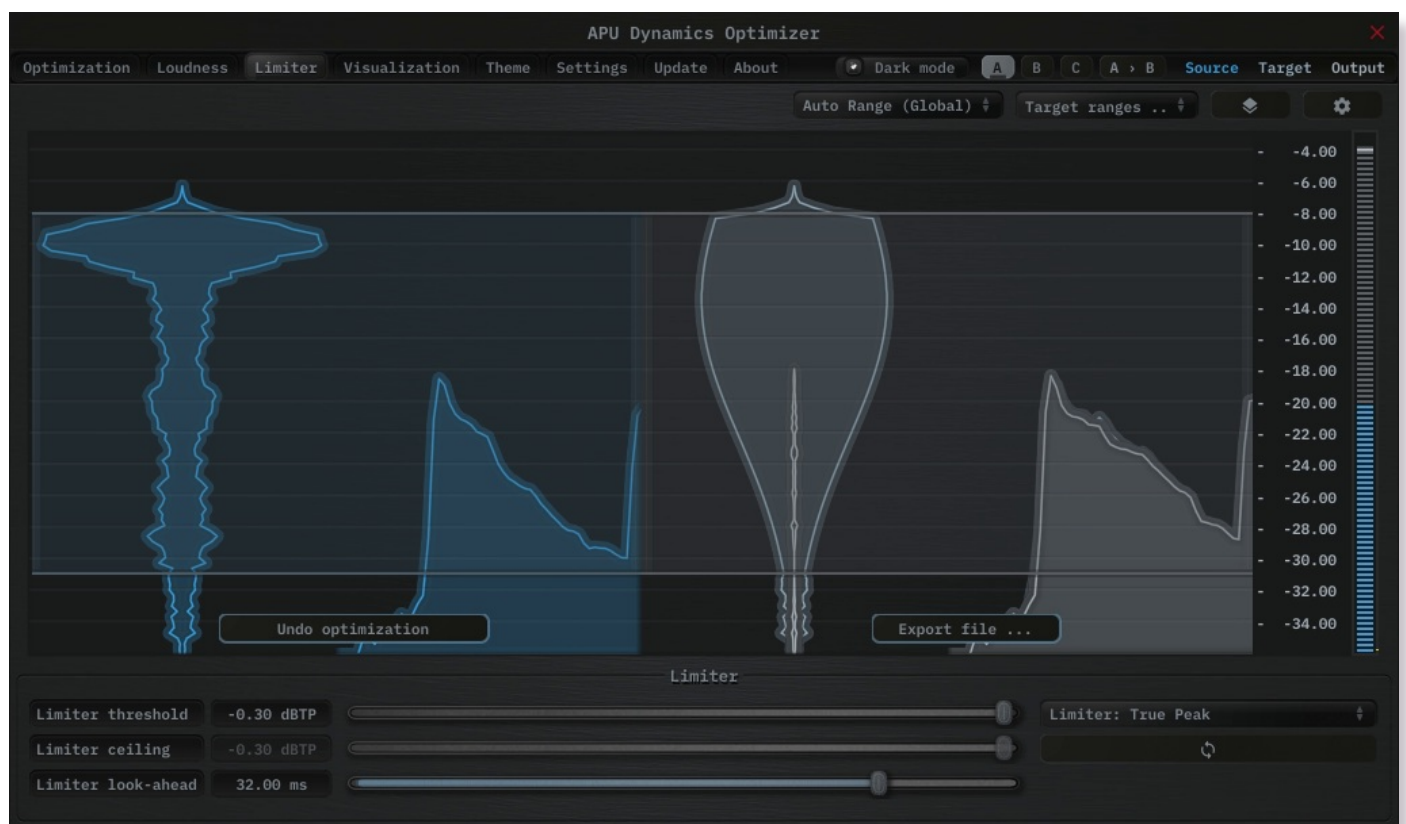 APU Dynamics Optimizer
Optimization Loudness Limiter Visualization Theme Settings Update About Dark mode A B C A › B Source Target Output
Auto Range (Global) Target ranges ..
- -4.00
- -6.00
- -8.00
- -10.00
- -12.00
- -14.00
- -16.00
- -18.00
- -20.00
- -22.00
- -24.00
- -26.00
- -28.00
- -30.00
- -32.00
- -34.00
Undo optimization Export file ...
Limiter
Limiter threshold -0.30 dBTP Limiter: True Peak
Limiter ceiling -0.30 dBTP
Limiter look-ahead 32.00 ms